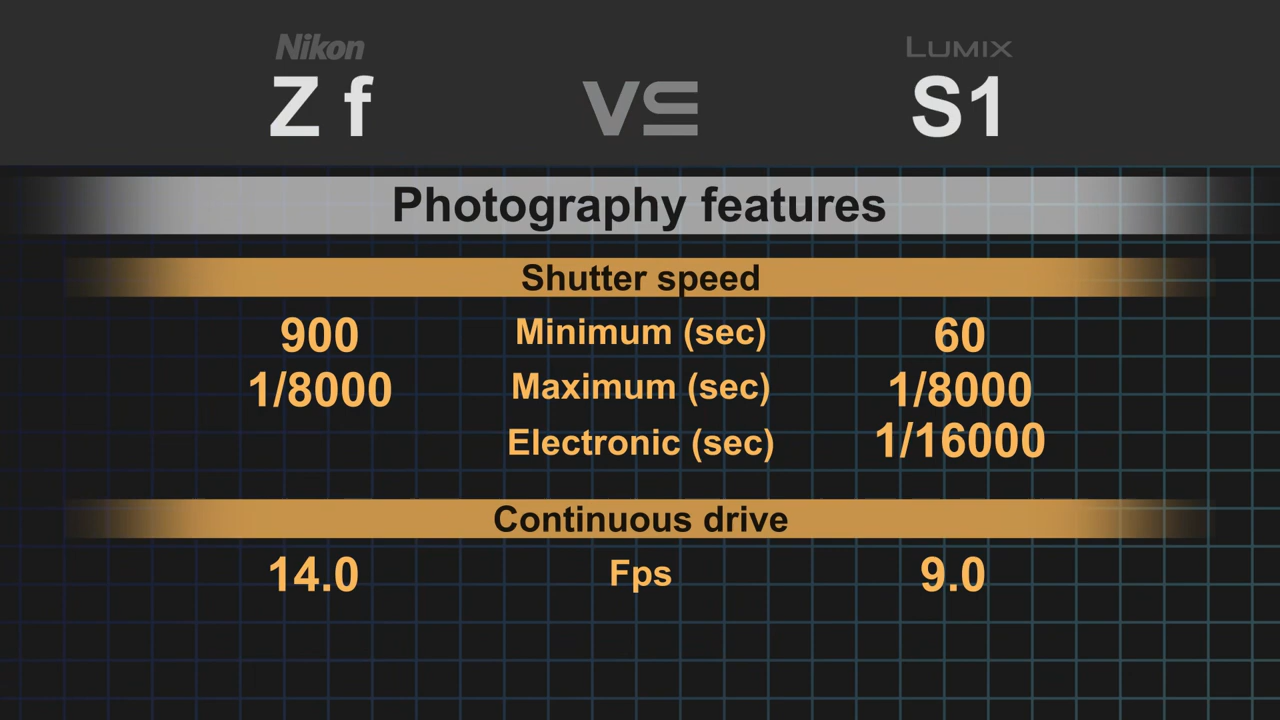 Nikon LUMIX
Z f VS S1
Photography features
Shutter speed
900 Minimum (sec) 60
1/8000 Maximum (sec) 1/8000
Electronic (sec) 1/16000
Continuous drive
14.0 Fps 9.0